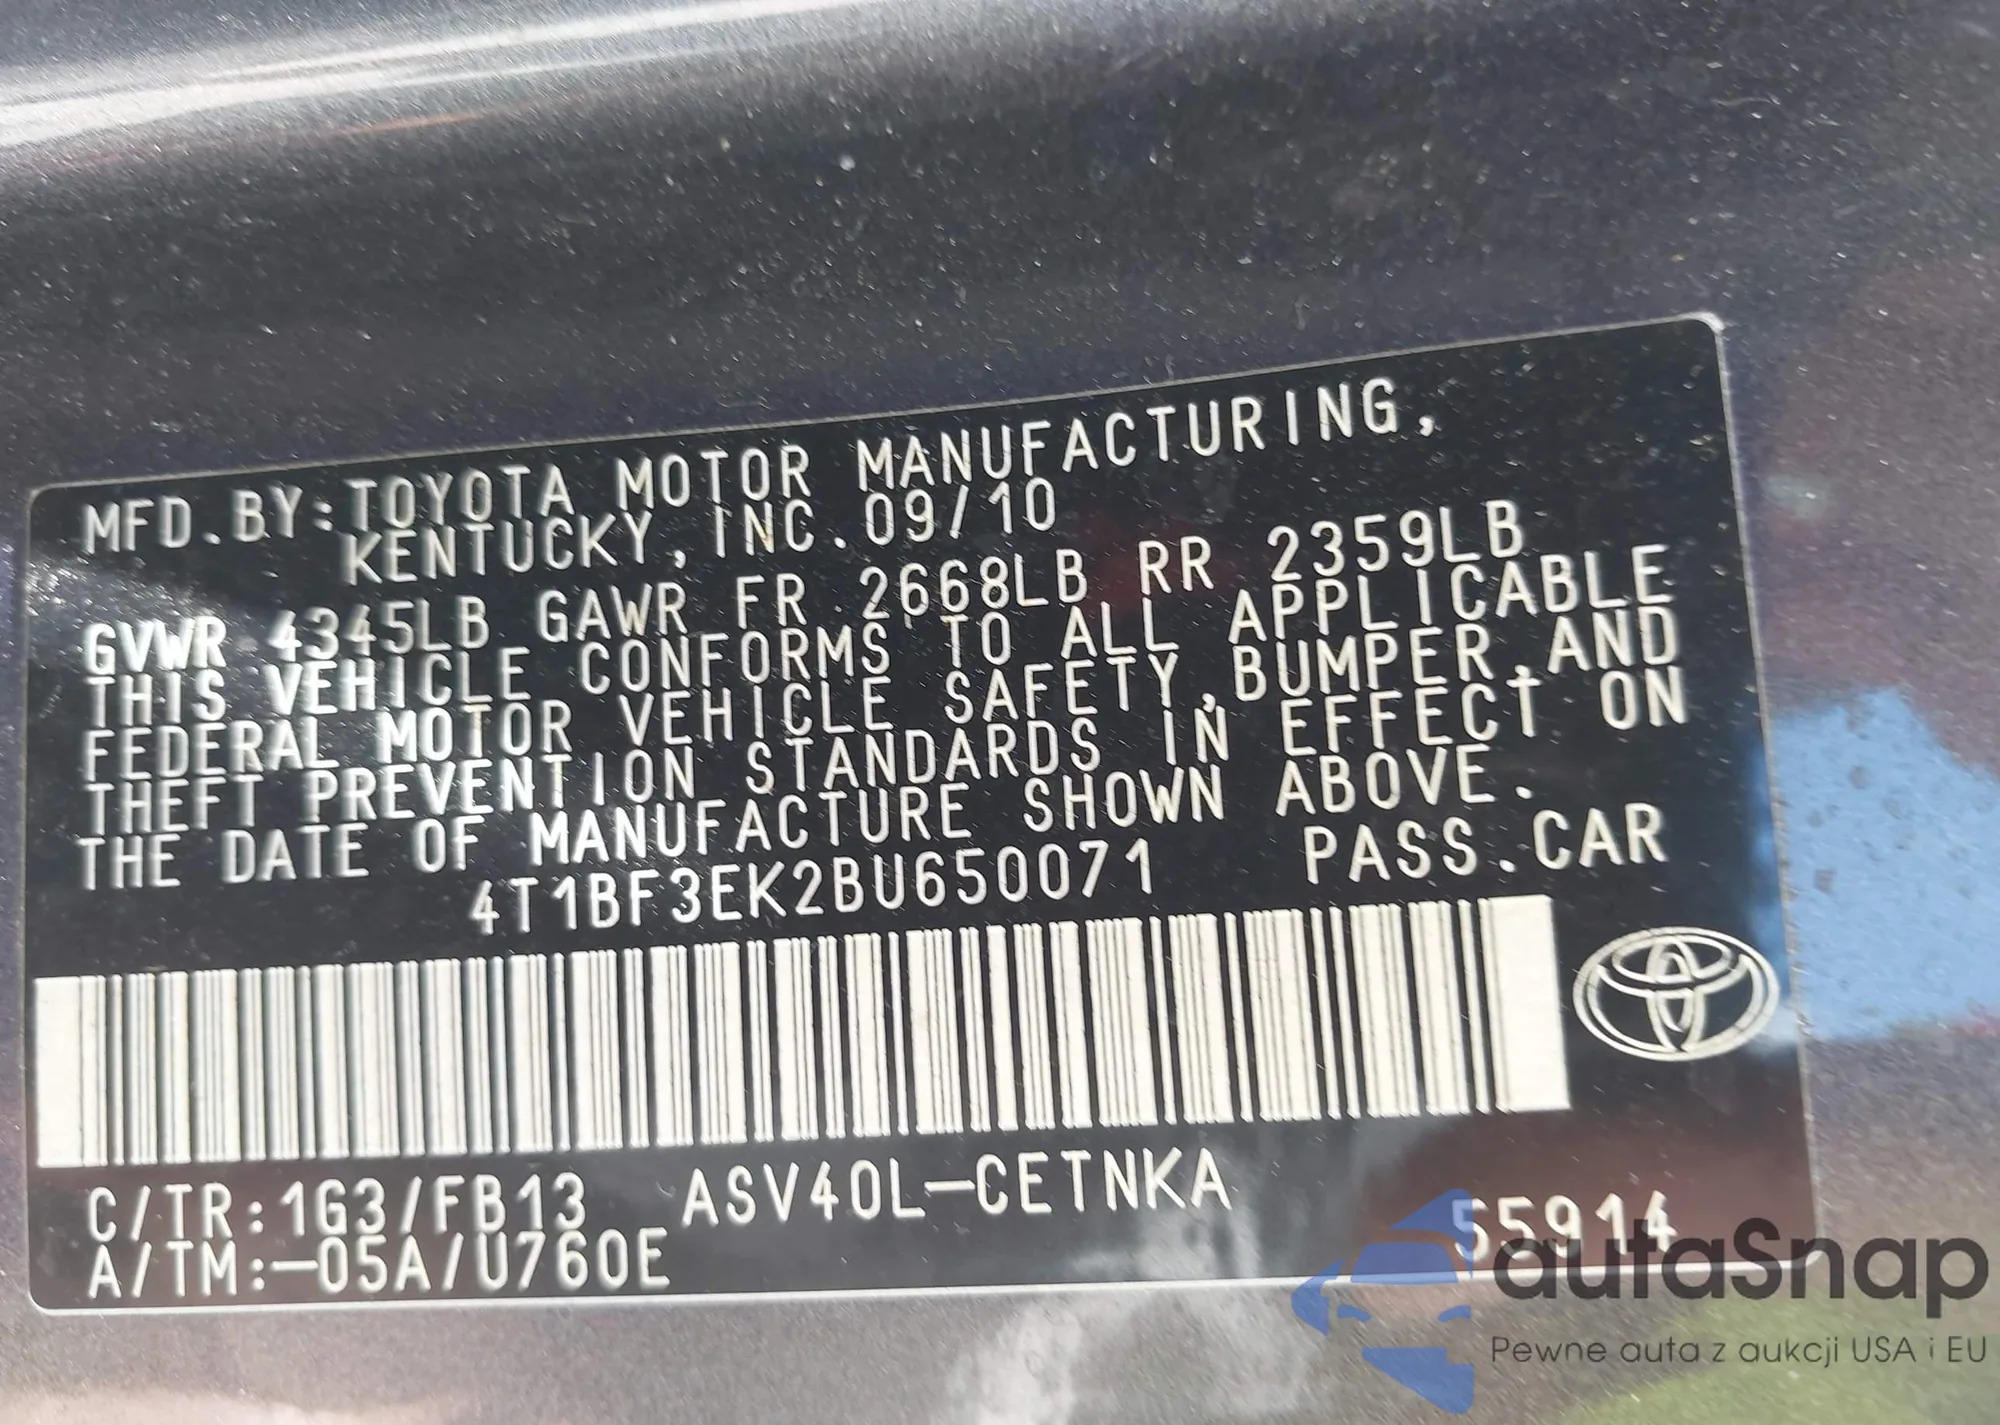 MFD.BY:TOYOTA MOTOR MANUFACTURING,
KENTUCKY, INC. 09/10
GVWR 4345LB GAWR FR 2668LB RR 2359LB
THIS VEHICLE CONFORMS TO ALL APPLICABLE
FEDERAL MOTOR VEHICLE SAFETY,BUMPER,AND
THEFT PREVENTION STANDARDS IN EFFECT ON
THE DATE OF MANUFACTURE SHOWN ABOVE.
4T1BF3EK2BU650071 PASS.CAR
C/TR:1G3/FB13 ASV40L-CETNKA
A/TM:-05A/U760E 55914
autaSnap
Pewne auta z aukcji USA i EU